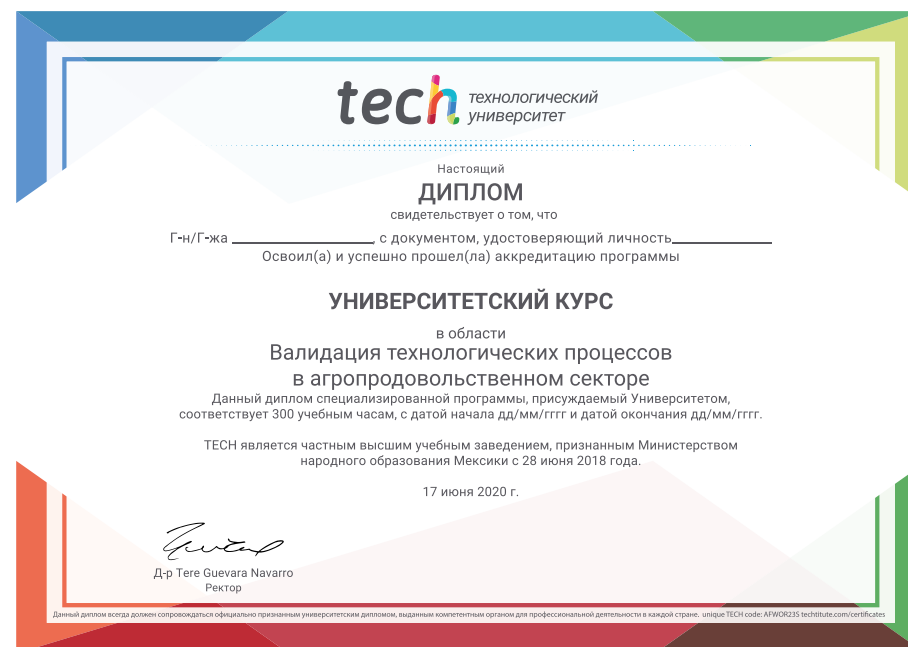 tech технологический
университет
Настоящий
ДИПЛОМ
свидетельствует о том, что
Г-н/Г-жа ____________________, с документом, удостоверяющий личность______________
Освоил(а) и успешно прошел(ла) аккредитацию программы
УНИВЕРСИТЕТСКИЙ КУРС
в области
Валидация технологических процессов
в агропродовольственном секторе
Данный диплом специализированной программы, присуждаемый Университетом,
соответствует 300 учебным часам, с датой начала дд/мм/гггг и датой окончания дд/мм/гггг.
TECH является частным высшим учебным заведением, признанным Министерством
народного образования Мексики с 28 июня 2018 года.
17 июня 2020 г.
Д-р Tere Guevara Navarro
Ректор
Данный диплом всегда должен сопровождаться официально признанным университетским дипломом, выданным компетентным органом для профессиональной деятельности в каждой стране. unique TECH code: AFWOR23S techtitute.com/certificates